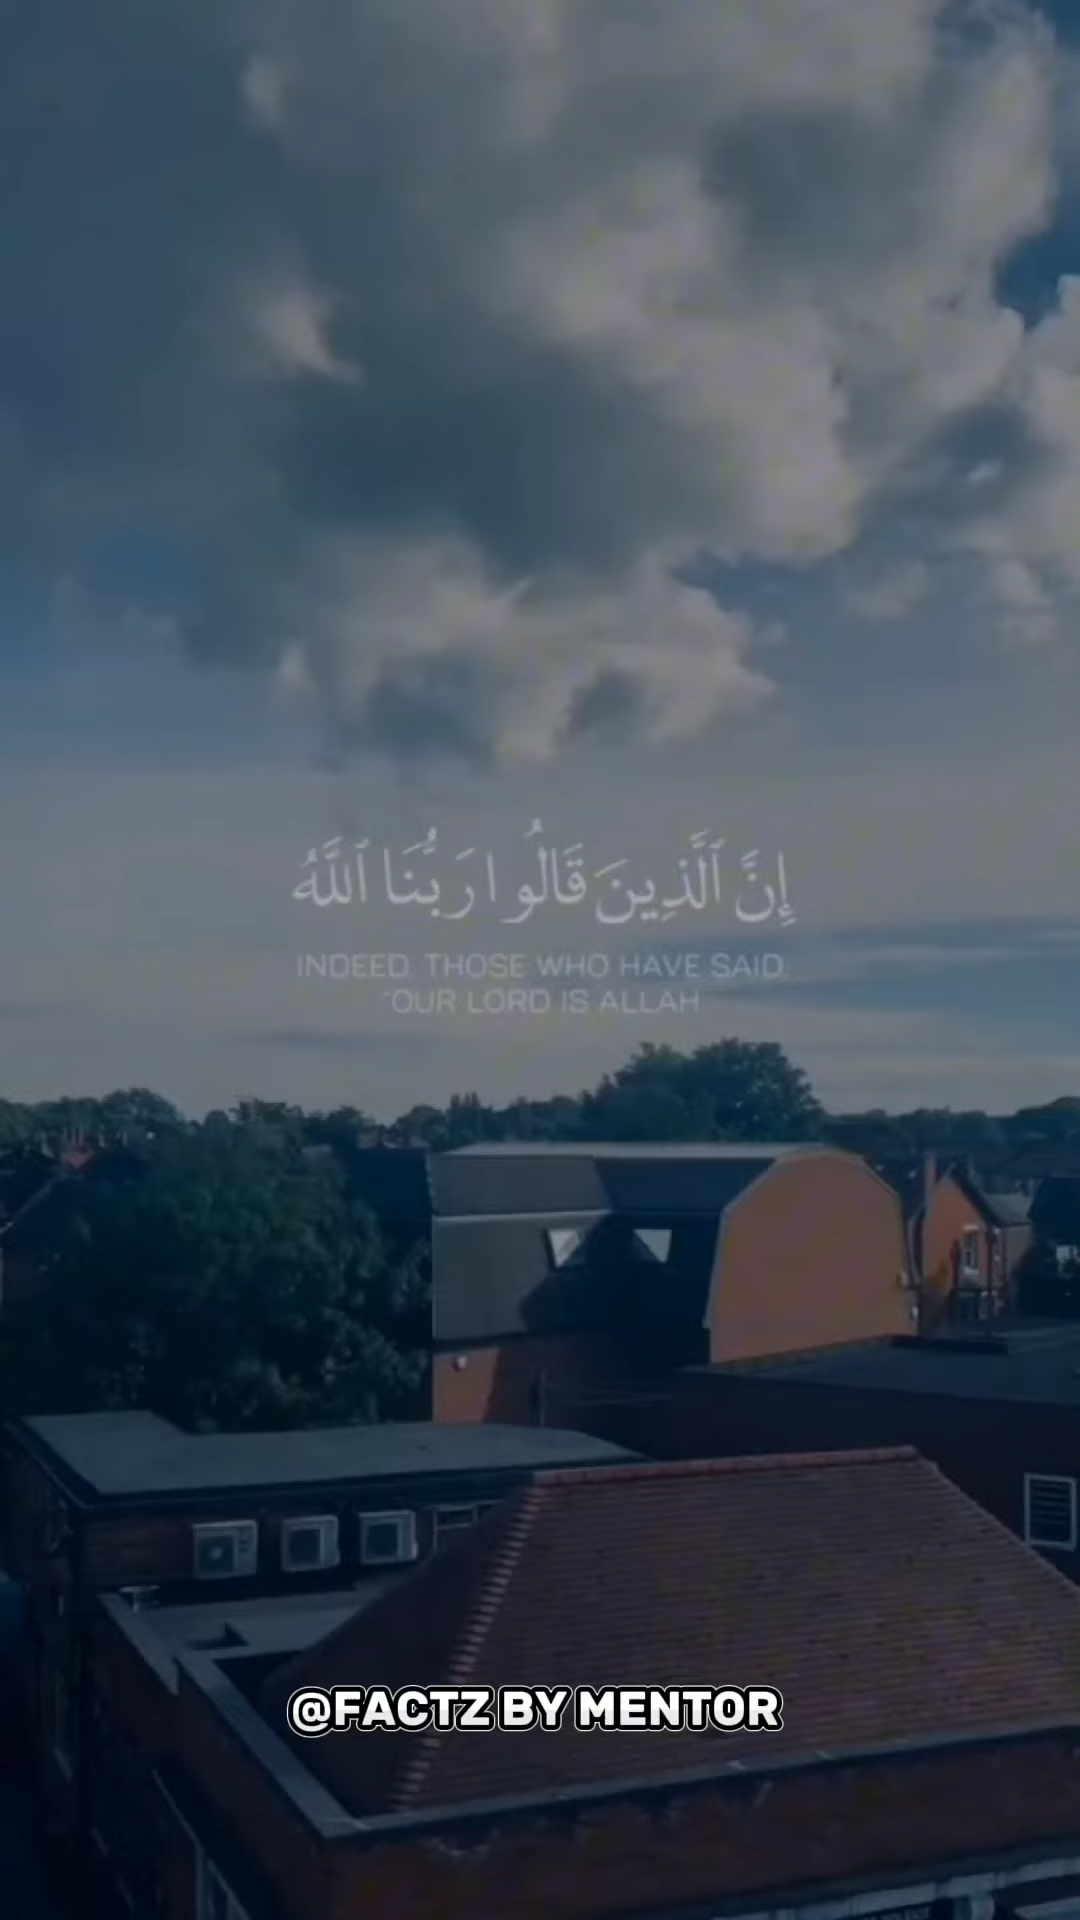 إِنَّ ٱلَّذِينَ قَالُوا رَبُّنَا ٱللَّهُ
INDEED, THOSE WHO HAVE SAID,
"OUR LORD IS ALLAH
@FACTZ BY MENTOR